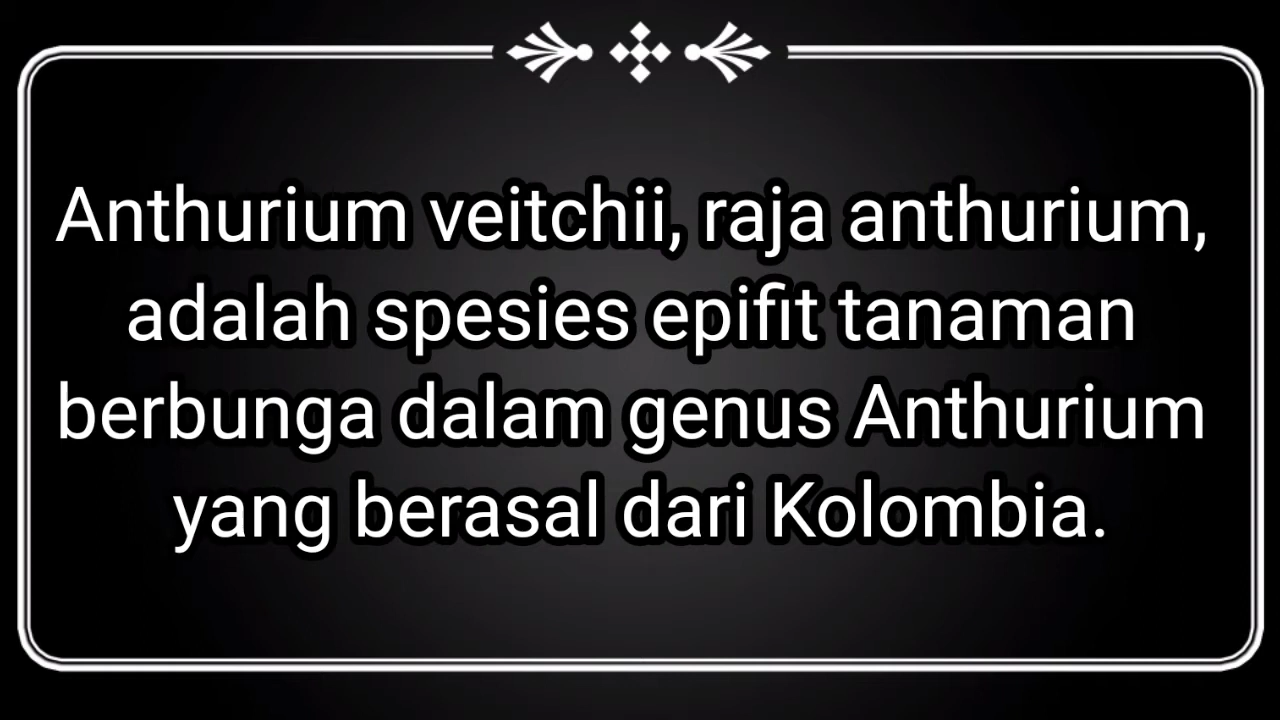 Anthurium veitchii, raja anthurium,
adalah spesies epifit tanaman
berbunga dalam genus Anthurium
yang berasal dari Kolombia.